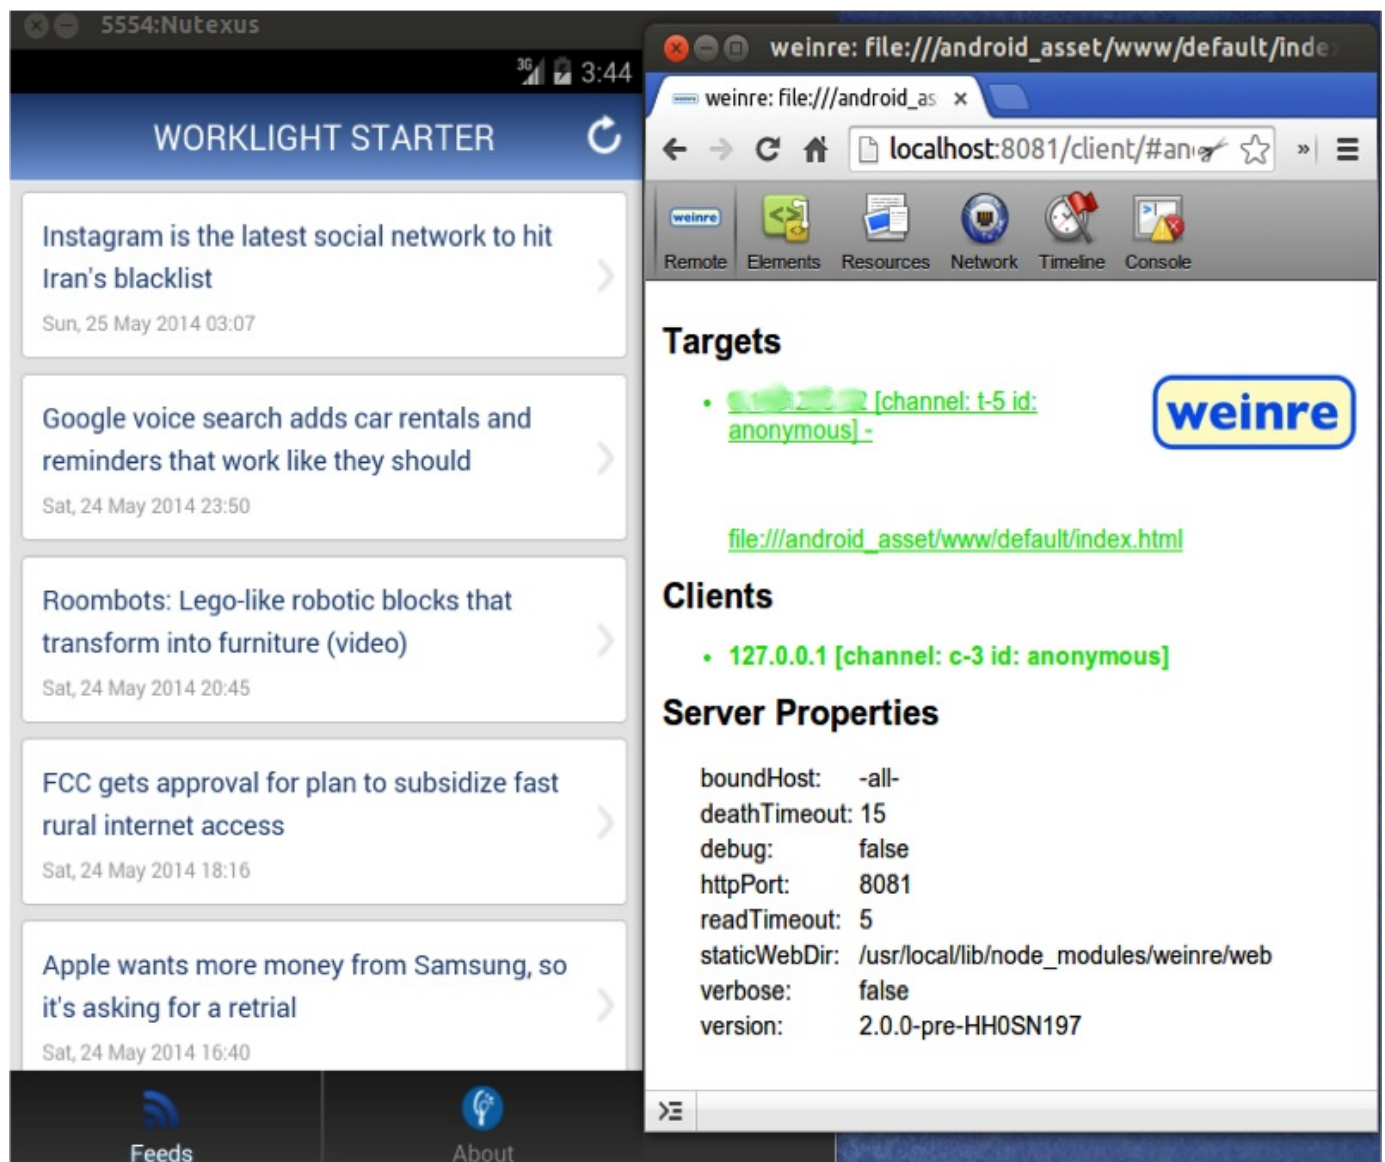 5554:Nutexus
3G 3:44
WORKLIGHT STARTER
Instagram is the latest social network to hit
Iran's blacklist
Sun, 25 May 2014 03:07
Google voice search adds car rentals and
reminders that work like they should
Sat, 24 May 2014 23:50
Roombots: Lego-like robotic blocks that
transform into furniture (video)
Sat, 24 May 2014 20:45
FCC gets approval for plan to subsidize fast
rural internet access
Sat, 24 May 2014 18:16
Apple wants more money from Samsung, so
it's asking for a retrial
Sat, 24 May 2014 16:40
Feeds About
weinre: file:///android_asset/www/default/inde
weinre: file:///android_as
localhost:8081/client/#an
weinre
Remote Elements Resources Network Timeline Console
Targets
[channel: t-5 id:
anonymous] -
weinre
file:///android_asset/www/default/index.html
Clients
127.0.0.1 [channel: c-3 id: anonymous]
Server Properties
boundHost: -all-
deathTimeout: 15
debug: false
httpPort: 8081
readTimeout: 5
staticWebDir: /usr/local/lib/node_modules/weinre/web
verbose: false
version: 2.0.0-pre-HH0SN197